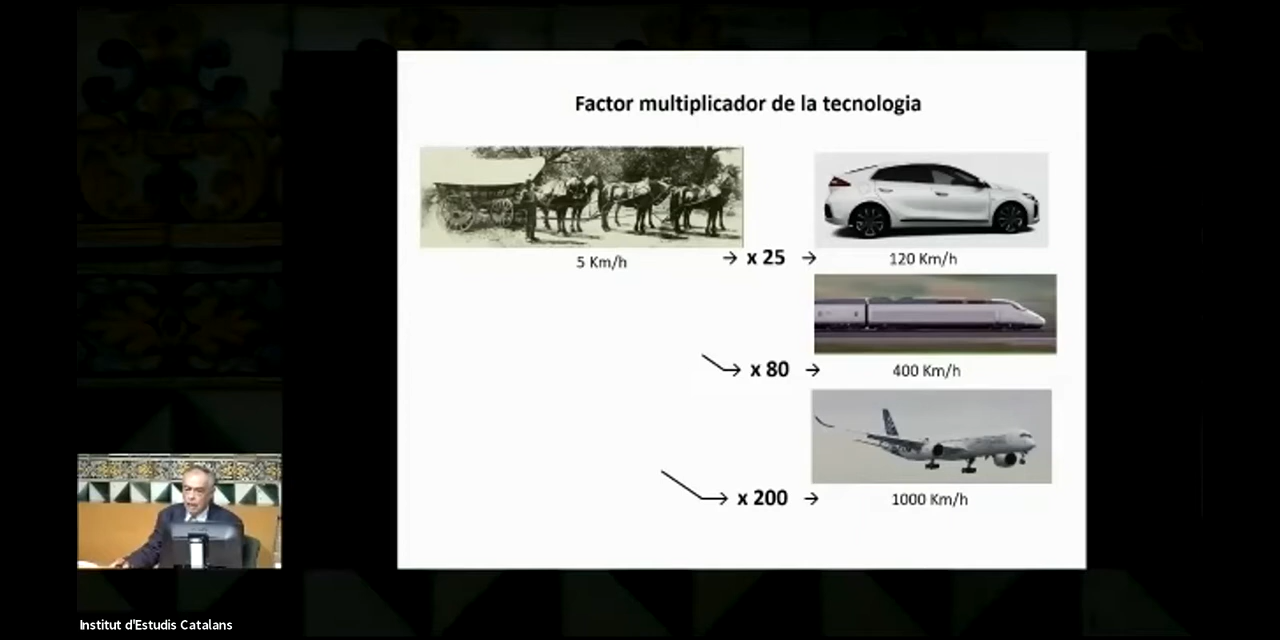 Factor multiplicador de la tecnologia
5 Km/h
→ x 25 →
120 Km/h
→ x 80 →
400 Km/h
→ x 200 →
1000 Km/h
Institut d'Estudis Catalans